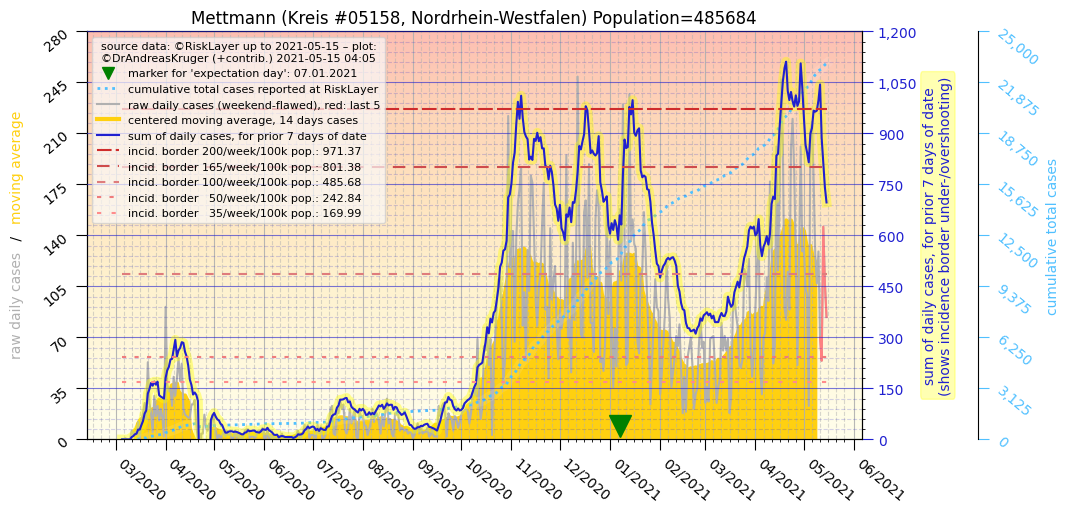 Mettmann (Kreis #05158, Nordrhein-Westfalen) Population=485684
source data: ©RiskLayer up to 2021-05-15 – plot:
©DrAndreasKruger (+contrib.) 2021-05-15 04:05
marker for 'expectation day': 07.01.2021
cumulative total cases reported at RiskLayer
raw daily cases (weekend-flawed), red: last 5
centered moving average, 14 days cases
sum of daily cases, for prior 7 days of date
incid. border 200/week/100k pop.: 971.37
incid. border 165/week/100k pop.: 801.38
incid. border 100/week/100k pop.: 485.68
incid. border 50/week/100k pop.: 242.84
incid. border 35/week/100k pop.: 169.99
raw daily cases / moving average
280
245
210
175
140
105
70
35
0
03/2020
04/2020
05/2020
06/2020
07/2020
08/2020
09/2020
10/2020
11/2020
12/2020
01/2021
02/2021
03/2021
04/2021
05/2021
06/2021
1,200
1,050
900
750
600
450
300
150
0
sum of daily cases, for prior 7 days of date
(shows incidence border under-/overshooting)
25,000
21,875
18,750
15,625
12,500
9,375
6,250
3,125
0
cumulative total cases